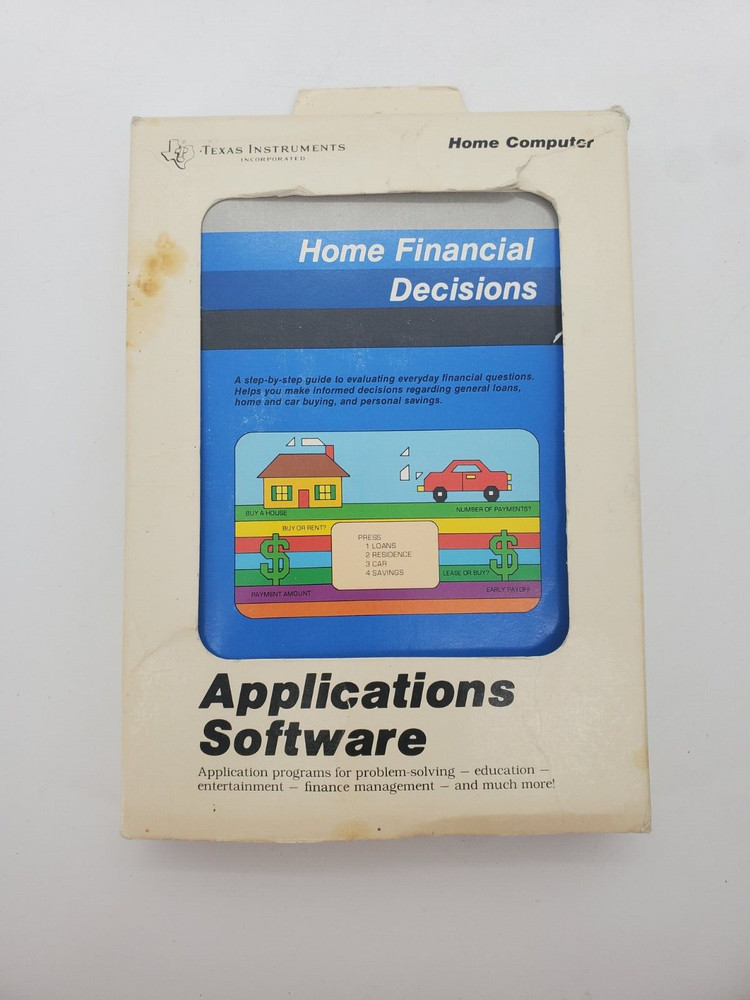 TEXAS INSTRUMENTS
INCORPORATED
Home Computer
Home Financial
Decisions
A step-by-step guide to evaluating everyday financial questions.
Helps you make informed decisions regarding general loans,
home and car buying, and personal savings.
BUY A HOUSE
NUMBER OF PAYMENTS?
BUY OR RENT?
PRESS
1 LOANS
2 RESIDENCE
3 CAR
4 SAVINGS
$
$
LEASE OR BUY?
PAYMENT AMOUNT
EARLY PAYOFF
Applications
Software
Application programs for problem-solving — education —
entertainment — finance management — and much more!